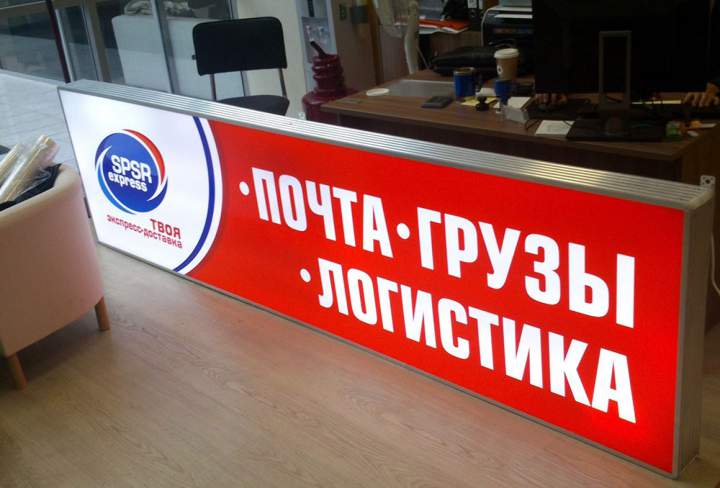 SPSR
express
ТВОЯ
экспресс-доставка
·ПОЧТА·ГРУЗЫ
·ЛОГИСТИКА